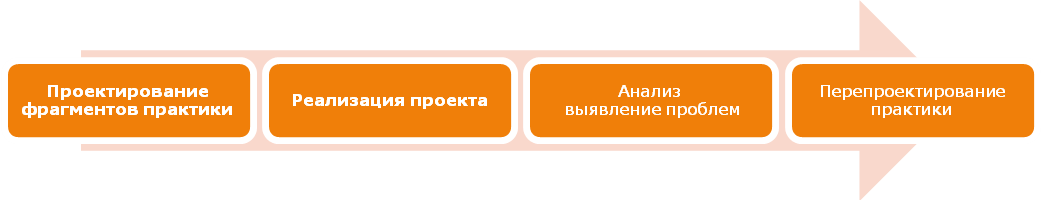 Проектирование
фрагментов практики
Реализация проекта
Анализ
выявление проблем
Перепроектирование
практики